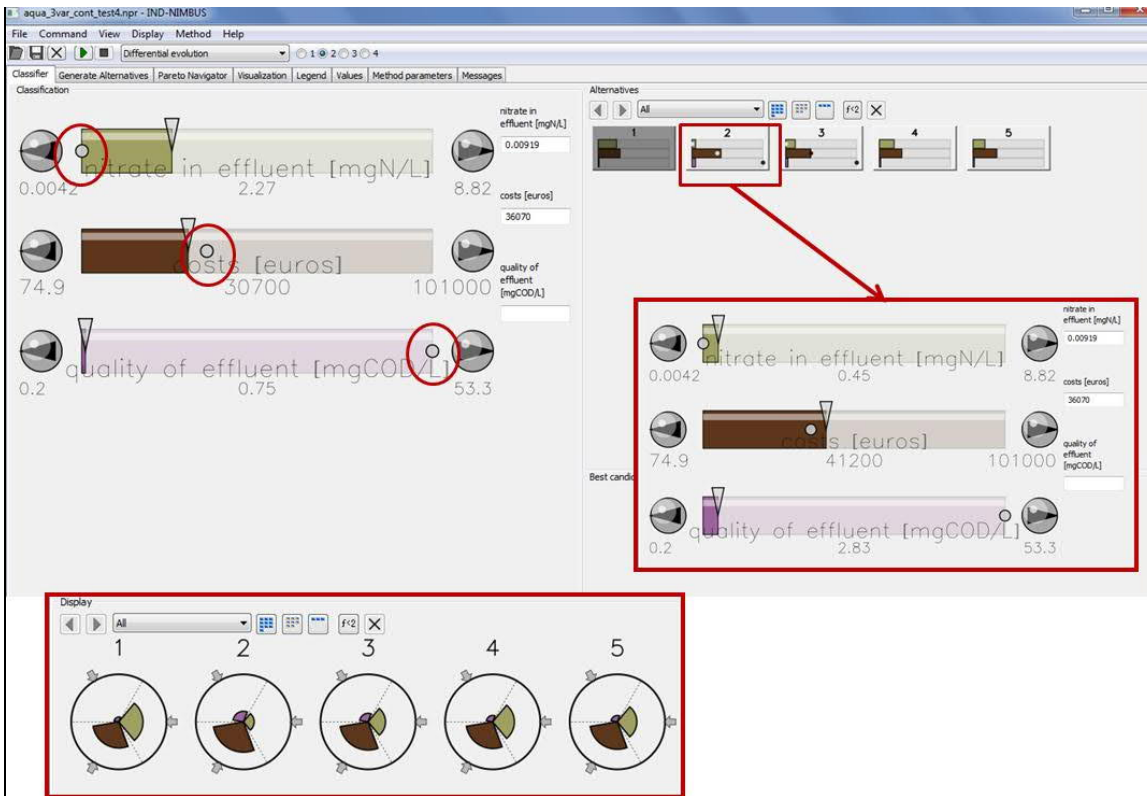 aqua_3var_cont_test4.npr - IND-NIMBUS
File Command View Display Method Help
Differential evolution 1 2 3 4
Classifier Generate Alternatives Pareto Navigator Visualization Legend Values Method parameters Messages
Classification
nitrate in effluent [mgN/L]
0.0042 2.27 8.82
nitrate in
effluent [mgN/L]
0.00919
costs [euros]
74.9 30700 101000
costs [euros]
36070
quality of effluent [mgCOD/L]
0.2 0.75 53.3
quality of
effluent
[mgCOD/L]
Alternatives
All f<2
1 2 3 4 5
nitrate in effluent [mgN/L]
0.0042 0.45 8.82
nitrate in
effluent [mgN/L]
0.00919
costs [euros]
74.9 41200 101000
costs [euros]
36070
quality of effluent [mgCOD/L]
0.2 2.83 53.3
quality of
effluent
[mgCOD/L]
Best candid
Display
All f<2
1 2 3 4 5